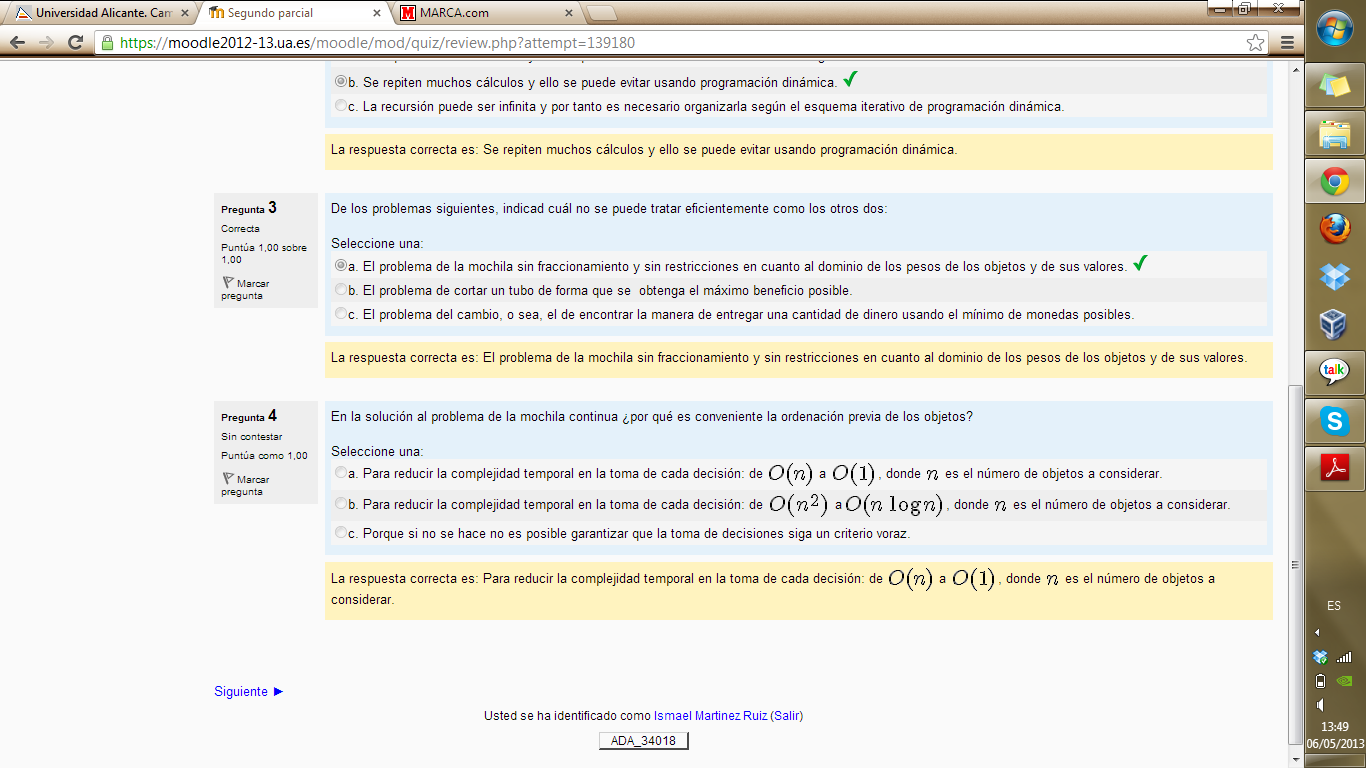 Universidad Alicante. Cam
Segundo parcial
MARCA.com
https://moodle2012-13.ua.es/moodle/mod/quiz/review.php?attempt=139180
b. Se repiten muchos cálculos y ello se puede evitar usando programación dinámica.
c. La recursión puede ser infinita y por tanto es necesario organizarla según el esquema iterativo de programación dinámica.
La respuesta correcta es: Se repiten muchos cálculos y ello se puede evitar usando programación dinámica.
Pregunta 3
Correcta
Puntúa 1,00 sobre
1,00
Marcar
pregunta
De los problemas siguientes, indicad cuál no se puede tratar eficientemente como los otros dos:
Seleccione una:
a. El problema de la mochila sin fraccionamiento y sin restricciones en cuanto al dominio de los pesos de los objetos y de sus valores.
b. El problema de cortar un tubo de forma que se obtenga el máximo beneficio posible.
c. El problema del cambio, o sea, el de encontrar la manera de entregar una cantidad de dinero usando el mínimo de monedas posibles.
La respuesta correcta es: El problema de la mochila sin fraccionamiento y sin restricciones en cuanto al dominio de los pesos de los objetos y de sus valores.
Pregunta 4
Sin contestar
Puntúa como 1,00
Marcar
pregunta
En la solución al problema de la mochila continua ¿por qué es conveniente la ordenación previa de los objetos?
Seleccione una:
a. Para reducir la complejidad temporal en la toma de cada decisión: de O(n) a O(1), donde n es el número de objetos a considerar.
b. Para reducir la complejidad temporal en la toma de cada decisión: de O(n²) a O(n log n), donde n es el número de objetos a considerar.
c. Porque si no se hace no es posible garantizar que la toma de decisiones siga un criterio voraz.
La respuesta correcta es: Para reducir la complejidad temporal en la toma de cada decisión: de O(n) a O(1), donde n es el número de objetos a
considerar.
Siguiente ►
Usted se ha identificado como Ismael Martinez Ruiz (Salir)
ADA_34018
talk
ES
13:49
06/05/2013